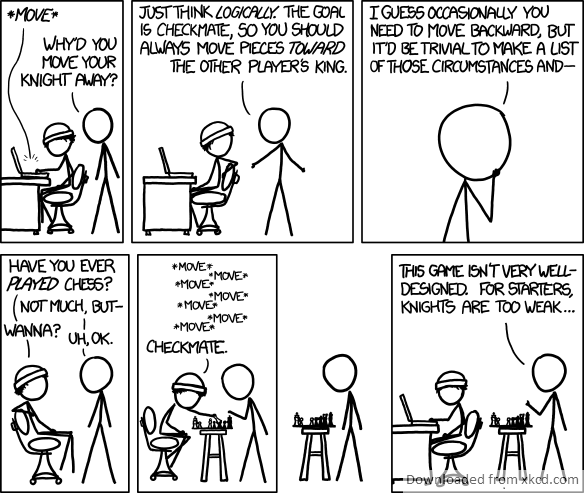 *MOVE*
WHY'D YOU
MOVE YOUR
KNIGHT AWAY?
JUST THINK LOGICALLY. THE GOAL
IS CHECKMATE, SO YOU SHOULD
ALWAYS MOVE PIECES TOWARD
THE OTHER PLAYER'S KING.
I GUESS OCCASIONALLY YOU
NEED TO MOVE BACKWARD, BUT
IT'D BE TRIVIAL TO MAKE A LIST
OF THOSE CIRCUMSTANCES AND—
HAVE YOU EVER
PLAYED CHESS?
NOT MUCH, BUT—
WANNA?
UH, OK.
*MOVE*
*MOVE*
*MOVE*
*MOVE*
*MOVE*
*MOVE*
*MOVE*
CHECKMATE.
THIS GAME ISN'T VERY WELL-
DESIGNED. FOR STARTERS,
KNIGHTS ARE TOO WEAK...
Downloaded from xkcd.com